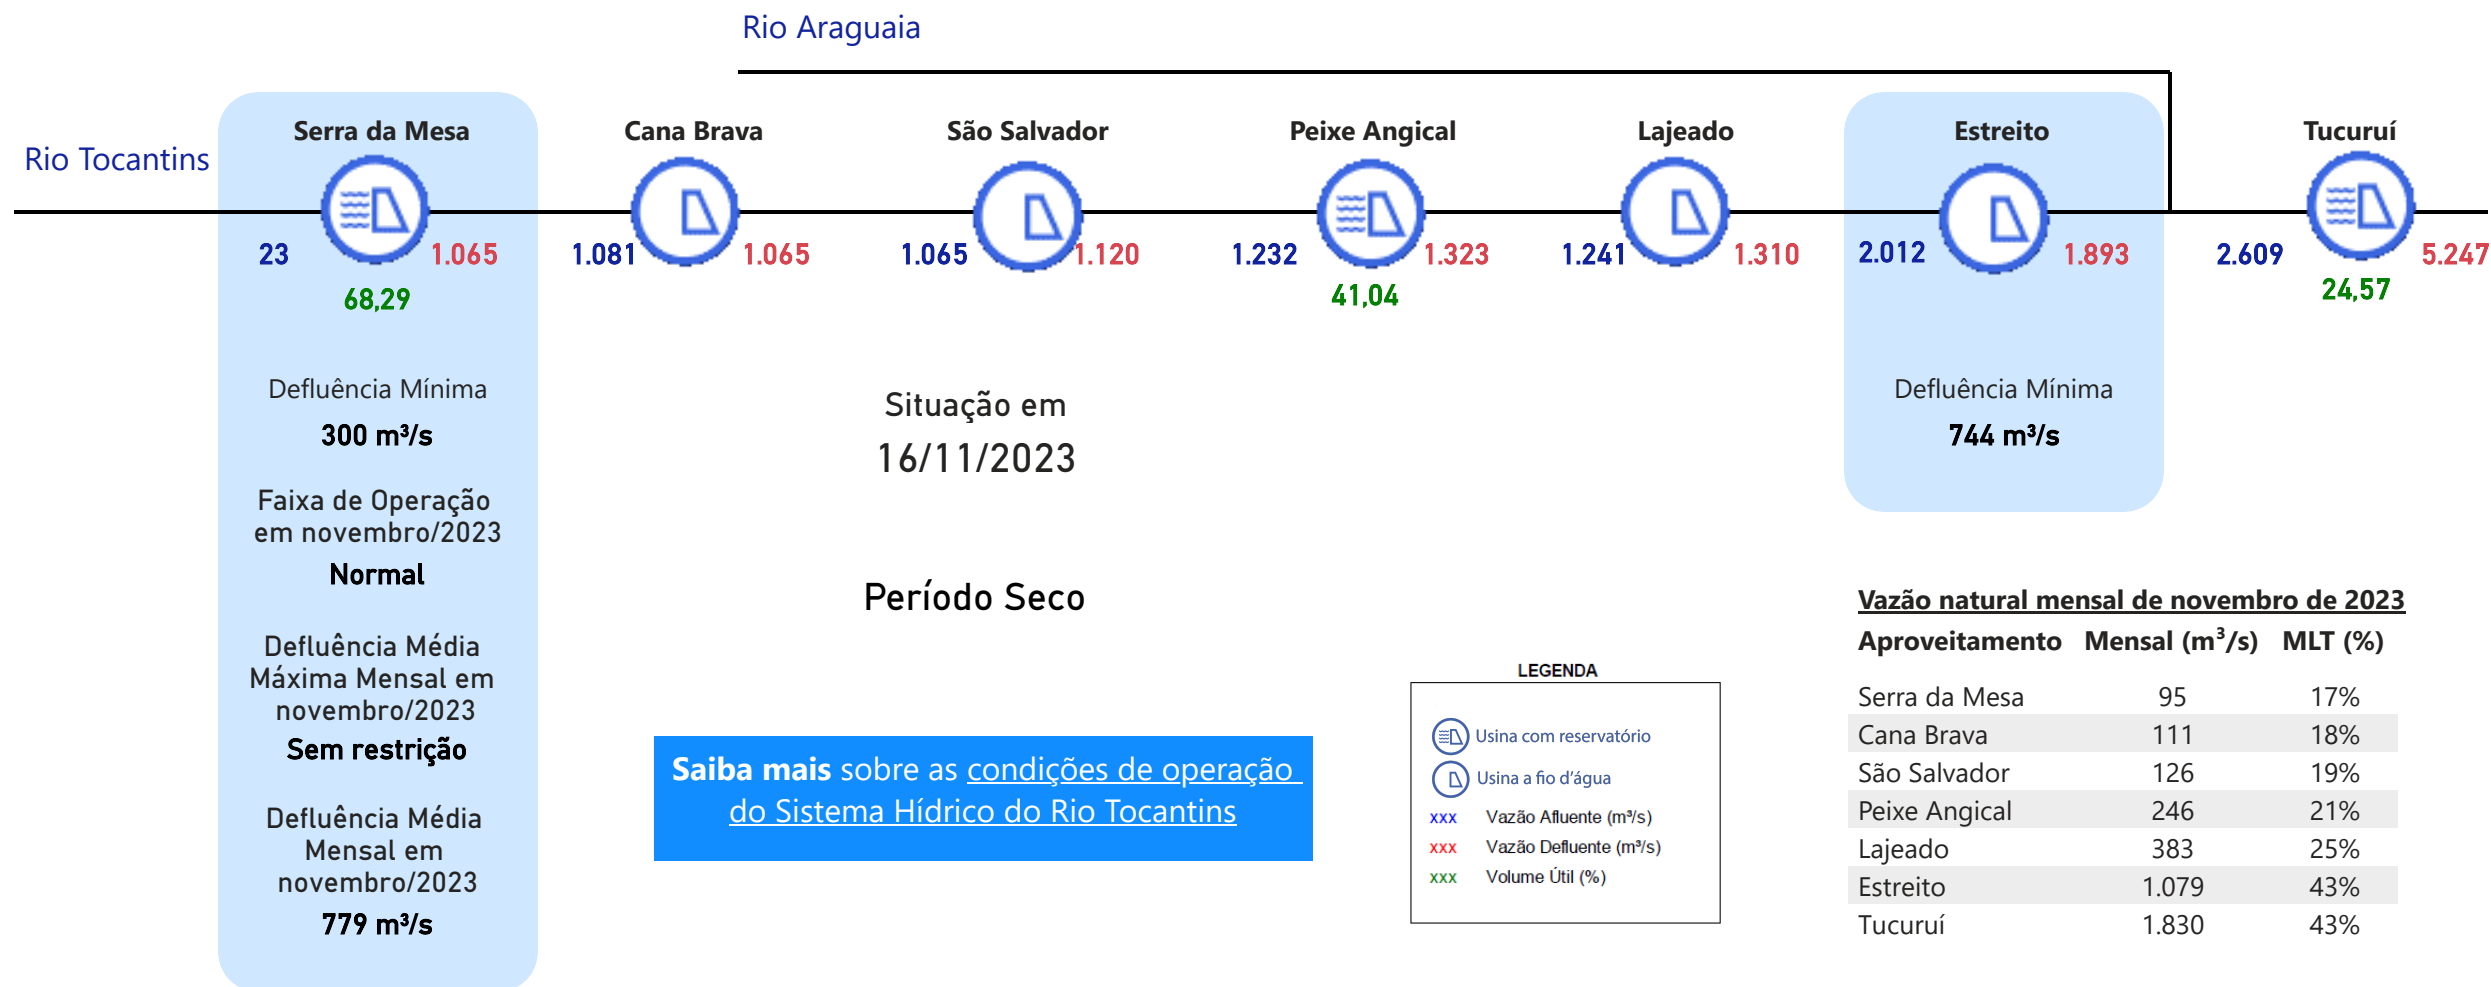 Rio Araguaia
Rio Tocantins
Serra da Mesa
Cana Brava
São Salvador
Peixe Angical
Lajeado
Estreito
Tucuruí
23 1.065
1.081 1.065
1.065 1.120
1.232 1.323
1.241 1.310
2.012 1.893
2.609 5.247
68,29
41,04
24,57
Defluência Mínima
300 m³/s
Faixa de Operação
em novembro/2023
Normal
Defluência Média
Máxima Mensal em
novembro/2023
Sem restrição
Defluência Média
Mensal em
novembro/2023
779 m³/s
Situação em
16/11/2023
Período Seco
Saiba mais sobre as condições de operação
do Sistema Hídrico do Rio Tocantins
Defluência Mínima
744 m³/s
LEGENDA
Usina com reservatório
Usina a fio d'água
xxx Vazão Afluente (m³/s)
xxx Vazão Defluente (m³/s)
xxx Volume Útil (%)
Vazão natural mensal de novembro de 2023
Aproveitamento Mensal (m³/s) MLT (%)
Serra da Mesa 95 17%
Cana Brava 111 18%
São Salvador 126 19%
Peixe Angical 246 21%
Lajeado 383 25%
Estreito 1.079 43%
Tucuruí 1.830 43%